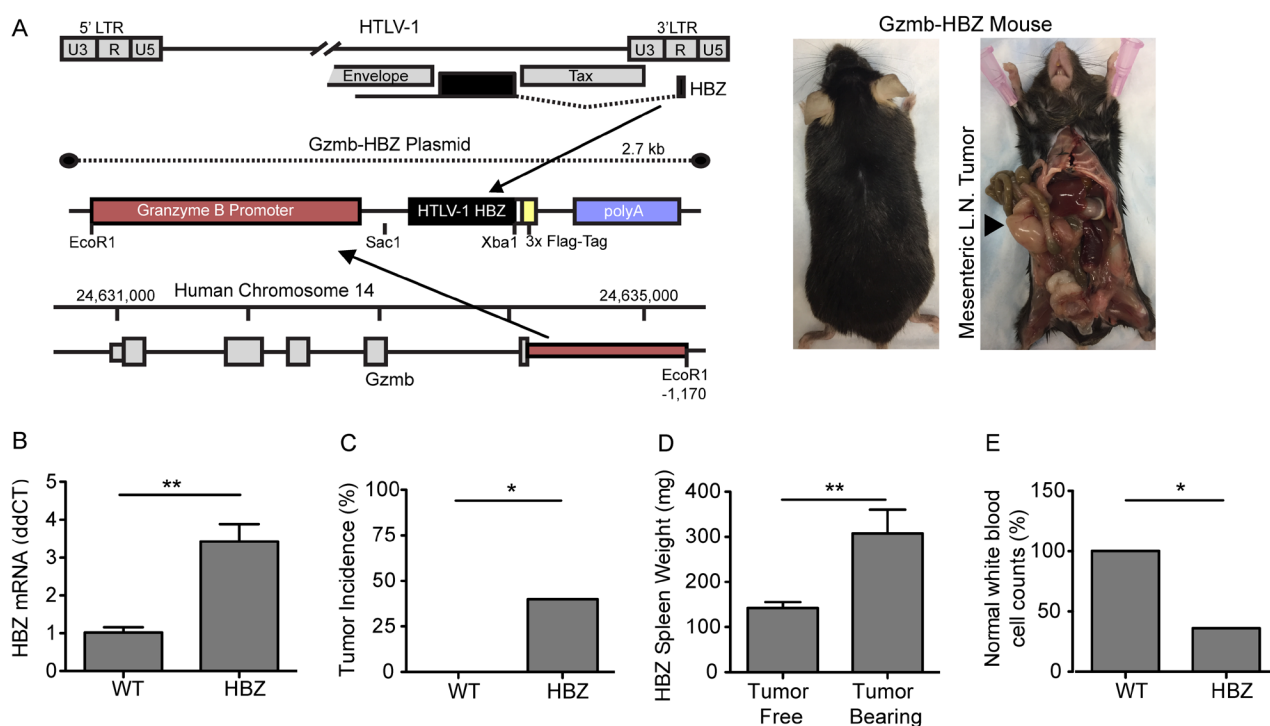 A
5' LTR
HTLV-1
3'LTR
U3 R U5
U3 R U5
Envelope
Tax
HBZ
Gzmb-HBZ Plasmid
2.7 kb
Granzyme B Promoter
HTLV-1 HBZ
polyA
EcoR1
Sac1
Xba1
3x Flag-Tag
24,631,000
Human Chromosome 14
24,635,000
Gzmb
EcoR1
-1,170
Gzmb-HBZ Mouse
Mesenteric L.N. Tumor
B
HBZ mRNA (ddCT)
5
4
3
2
1
0
**
WT
HBZ
C
Tumor Incidence (%)
100
75
50
25
0
*
WT
HBZ
D
HBZ Spleen Weight (mg)
400
300
200
100
0
**
Tumor
Free
Tumor
Bearing
E
Normal white blood
cell counts (%)
150
100
50
0
*
WT
HBZ